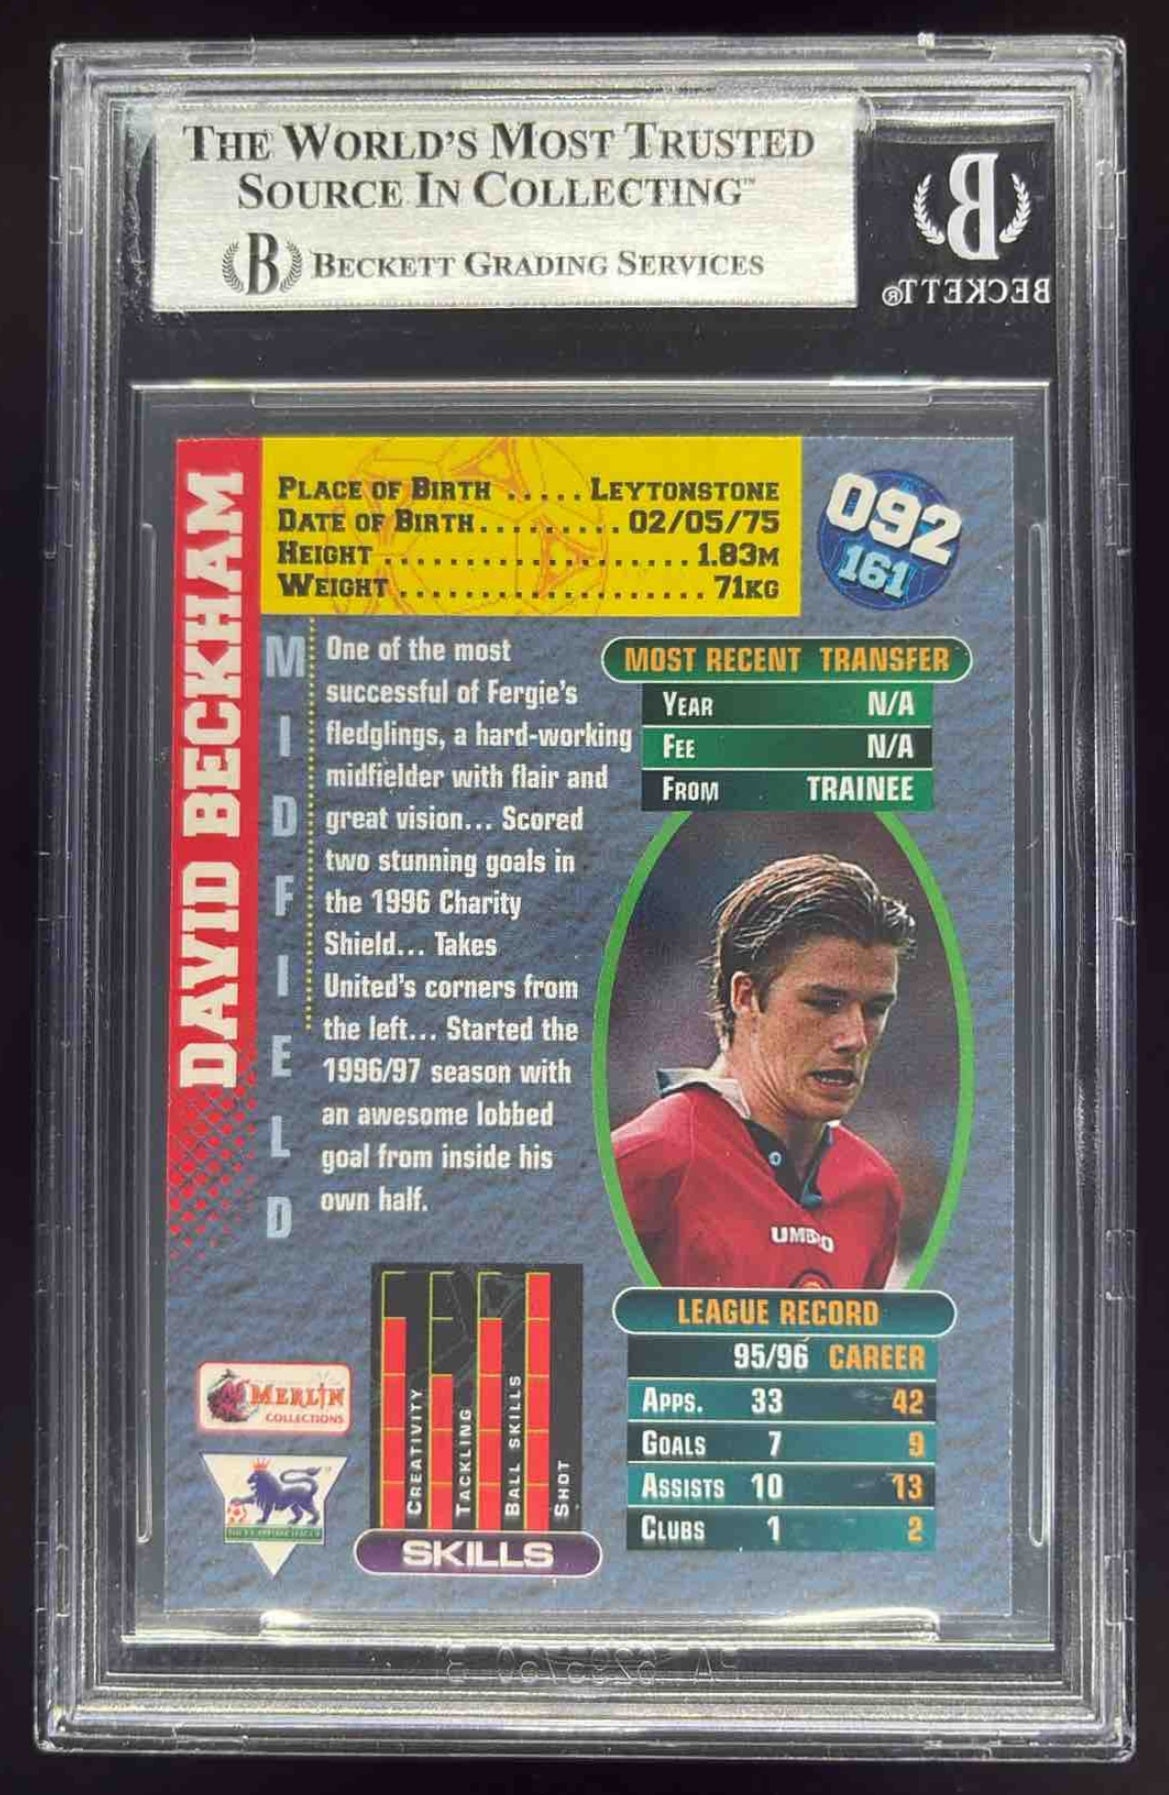 THE WORLD'S MOST TRUSTED
SOURCE IN COLLECTING™
B BECKETT GRADING SERVICES
B
BECKETT®
DAVID BECKHAM
PLACE OF BIRTH ..... LEYTONSTONE
DATE OF BIRTH......... 02/05/75
HEIGHT ................... 1.83M
WEIGHT ................... 71KG
092
161
MIDFIELD
One of the most
successful of Fergie's
fledglings, a hard-working
midfielder with flair and
great vision... Scored
two stunning goals in
the 1996 Charity
Shield... Takes
United's corners from
the left... Started the
1996/97 season with
an awesome lobbed
goal from inside his
own half.
MOST RECENT TRANSFER
YEAR N/A
FEE N/A
FROM TRAINEE
UMBRO
LEAGUE RECORD
95/96 CAREER
APPS. 33 42
GOALS 7 9
ASSISTS 10 13
CLUBS 1 2
CREATIVITY
TACKLING
BALL SKILLS
SHOT
SKILLS
MERLIN
COLLECTIONS